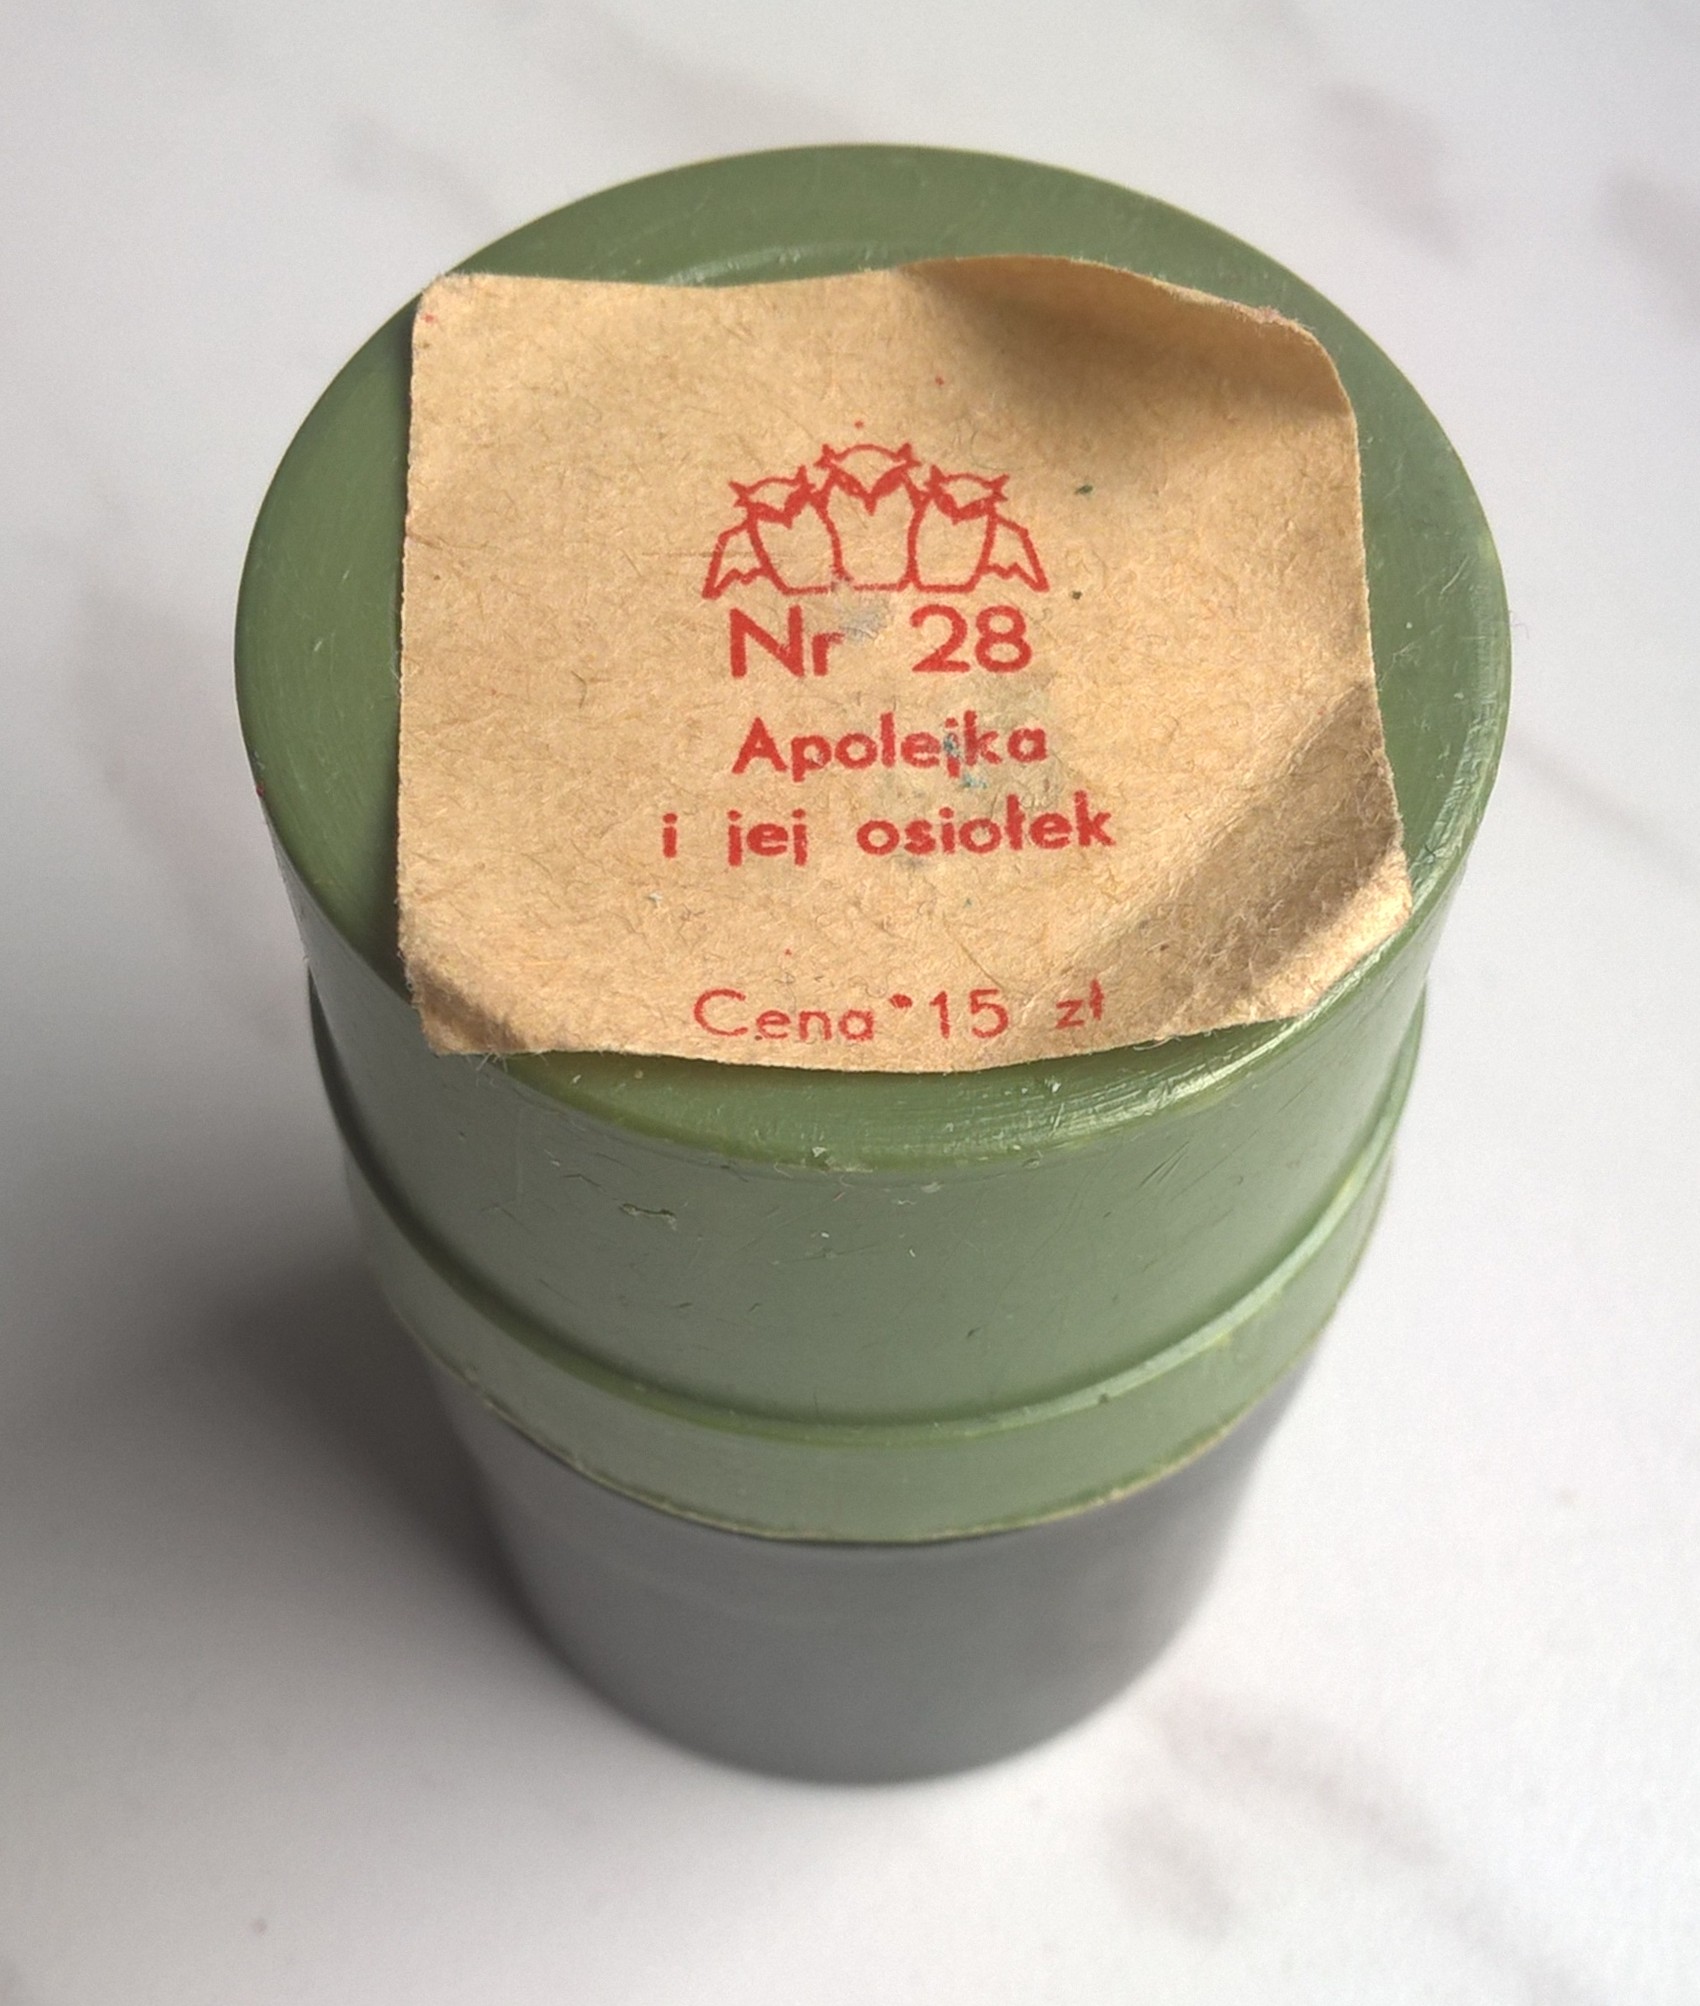 Nr 28
Apolejka
i jej osiołek
Cena 15 zł